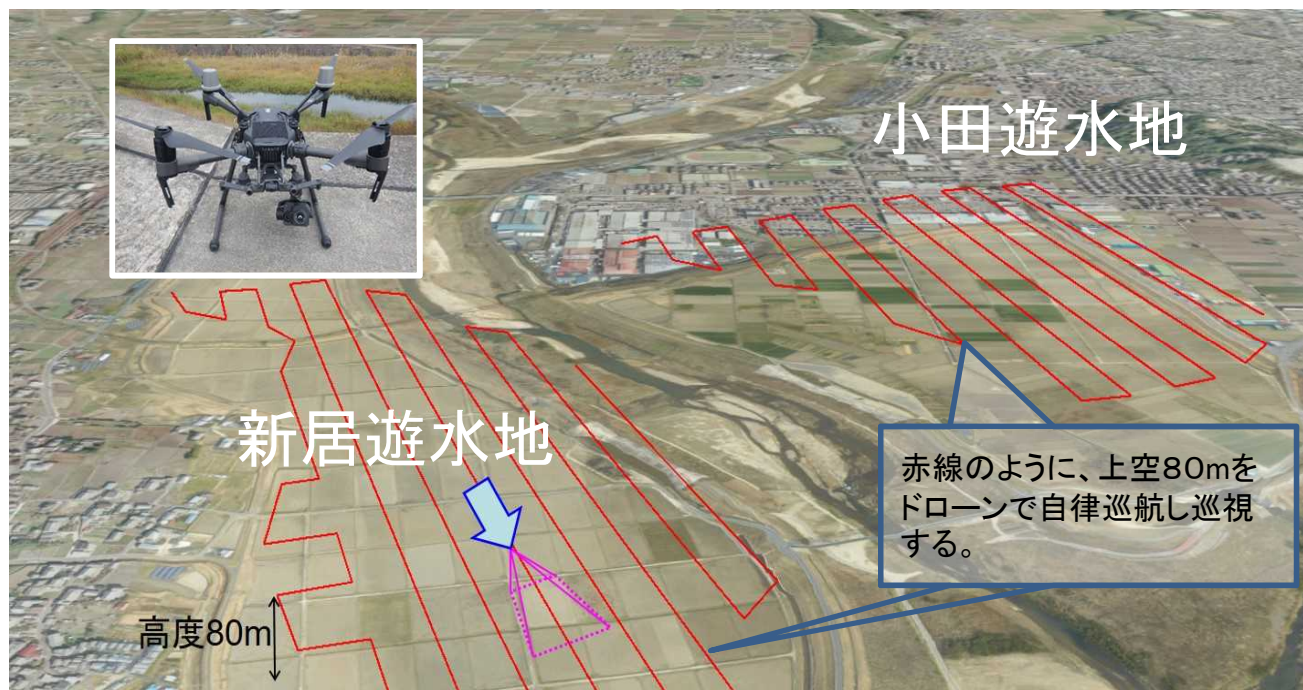 小田遊水地
新居遊水地
赤線のように、上空80mを
ドローンで自律巡航し巡視
する。
高度80m